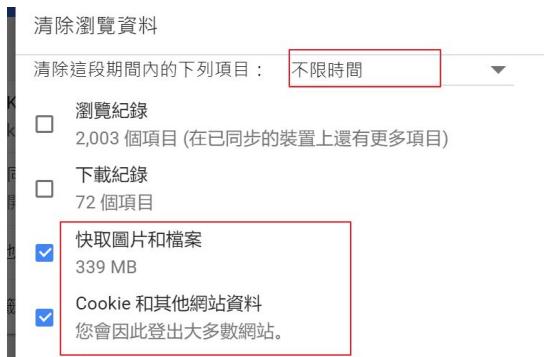 清除瀏覽資料
清除這段期間內的下列項目： 不限時間
瀏覽紀錄
2,003 個項目 (在已同步的裝置上還有更多項目)
下載紀錄
72 個項目
快取圖片和檔案
339 MB
Cookie 和其他網站資料
您會因此登出大多數網站。